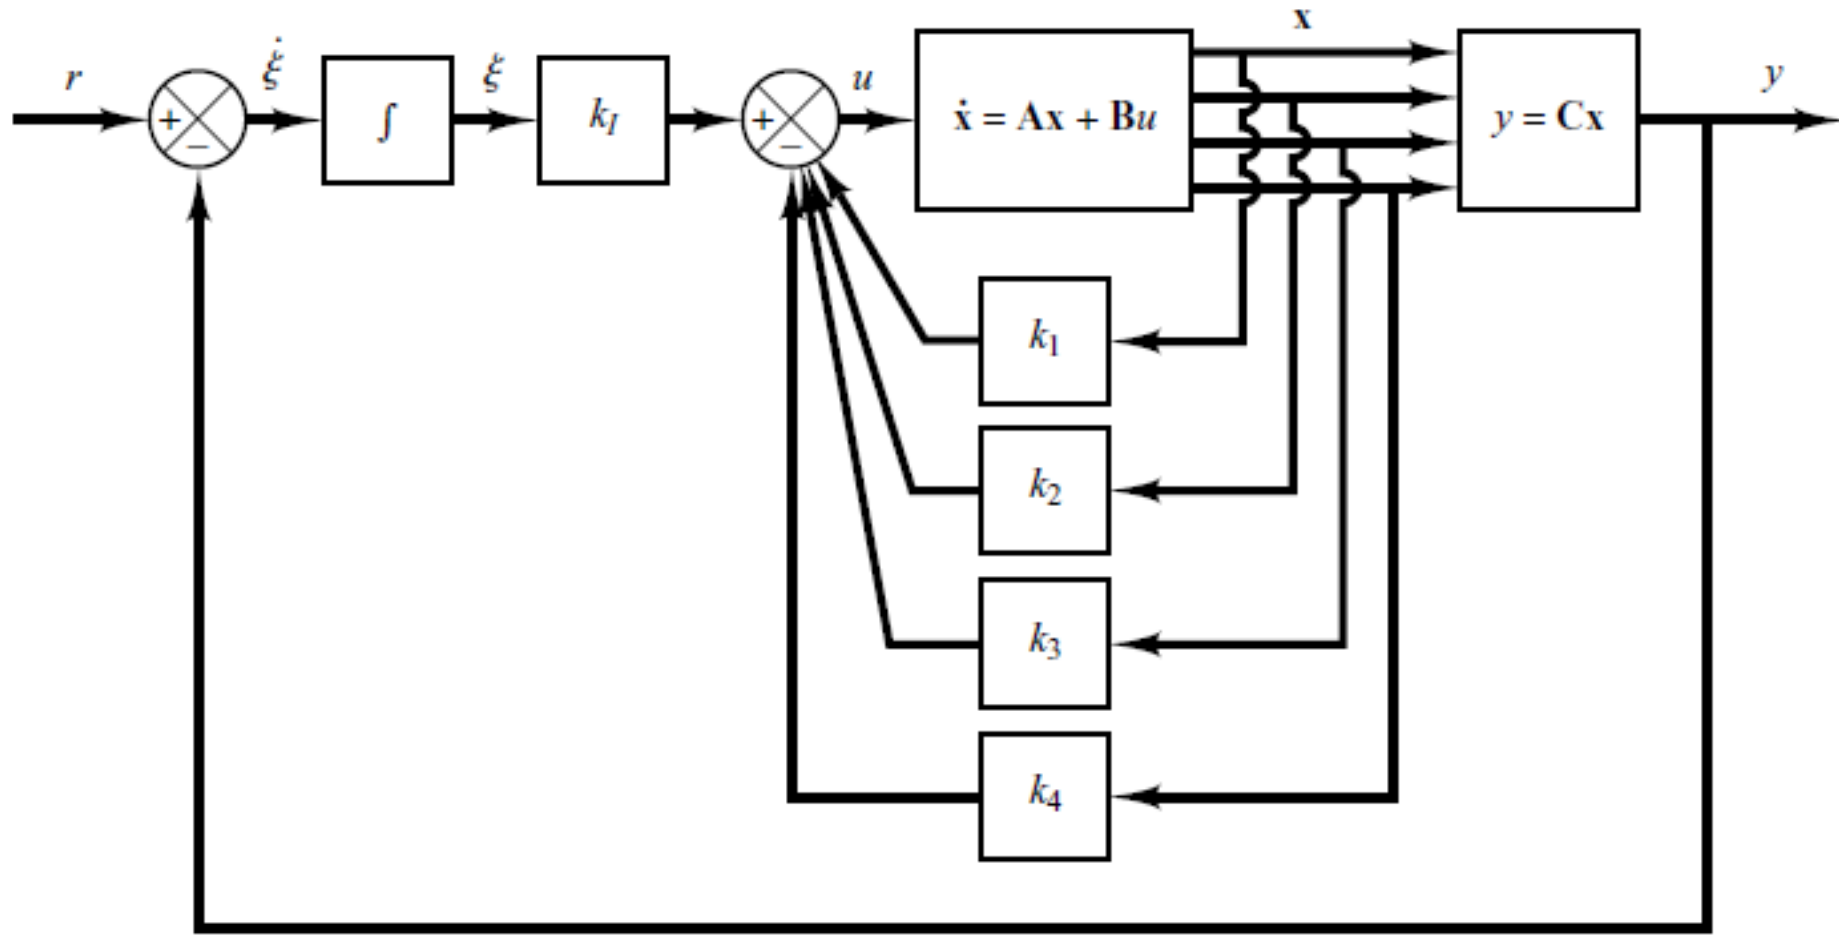 x
r
ξ̇
ξ
u
y
+
−
∫
k_I
+
−
ẋ = Ax + Bu
y = Cx
k₁
k₂
k₃
k₄